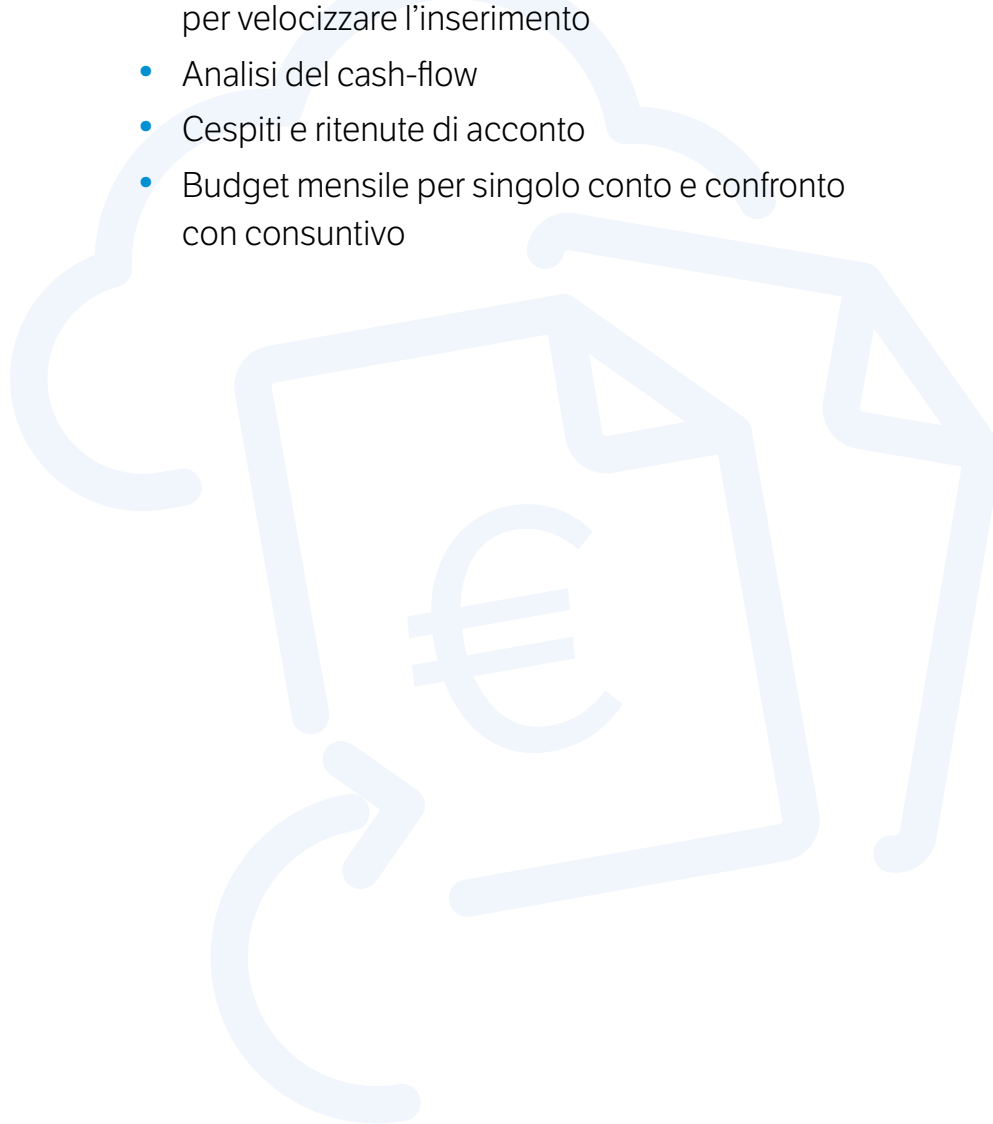 per velocizzare l’inserimento
• Analisi del cash-flow
• Cespiti e ritenute di acconto
• Budget mensile per singolo conto e confronto
con consuntivo
€